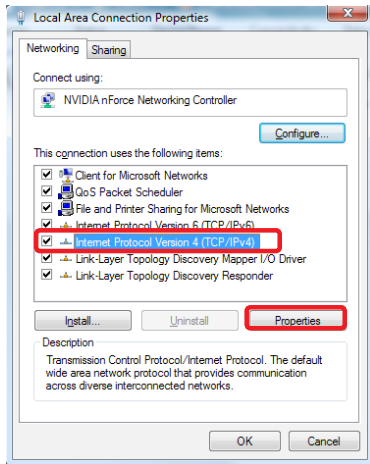 Local Area Connection Properties
Networking Sharing
Connect using:
NVIDIA nForce Networking Controller
Configure...
This connection uses the following items:
Client for Microsoft Networks
QoS Packet Scheduler
File and Printer Sharing for Microsoft Networks
Internet Protocol Version 6 (TCP/IPv6)
Internet Protocol Version 4 (TCP/IPv4)
Link-Layer Topology Discovery Mapper I/O Driver
Link-Layer Topology Discovery Responder
Install... Uninstall Properties
Description
Transmission Control Protocol/Internet Protocol. The default
wide area network protocol that provides communication
across diverse interconnected networks.
OK Cancel